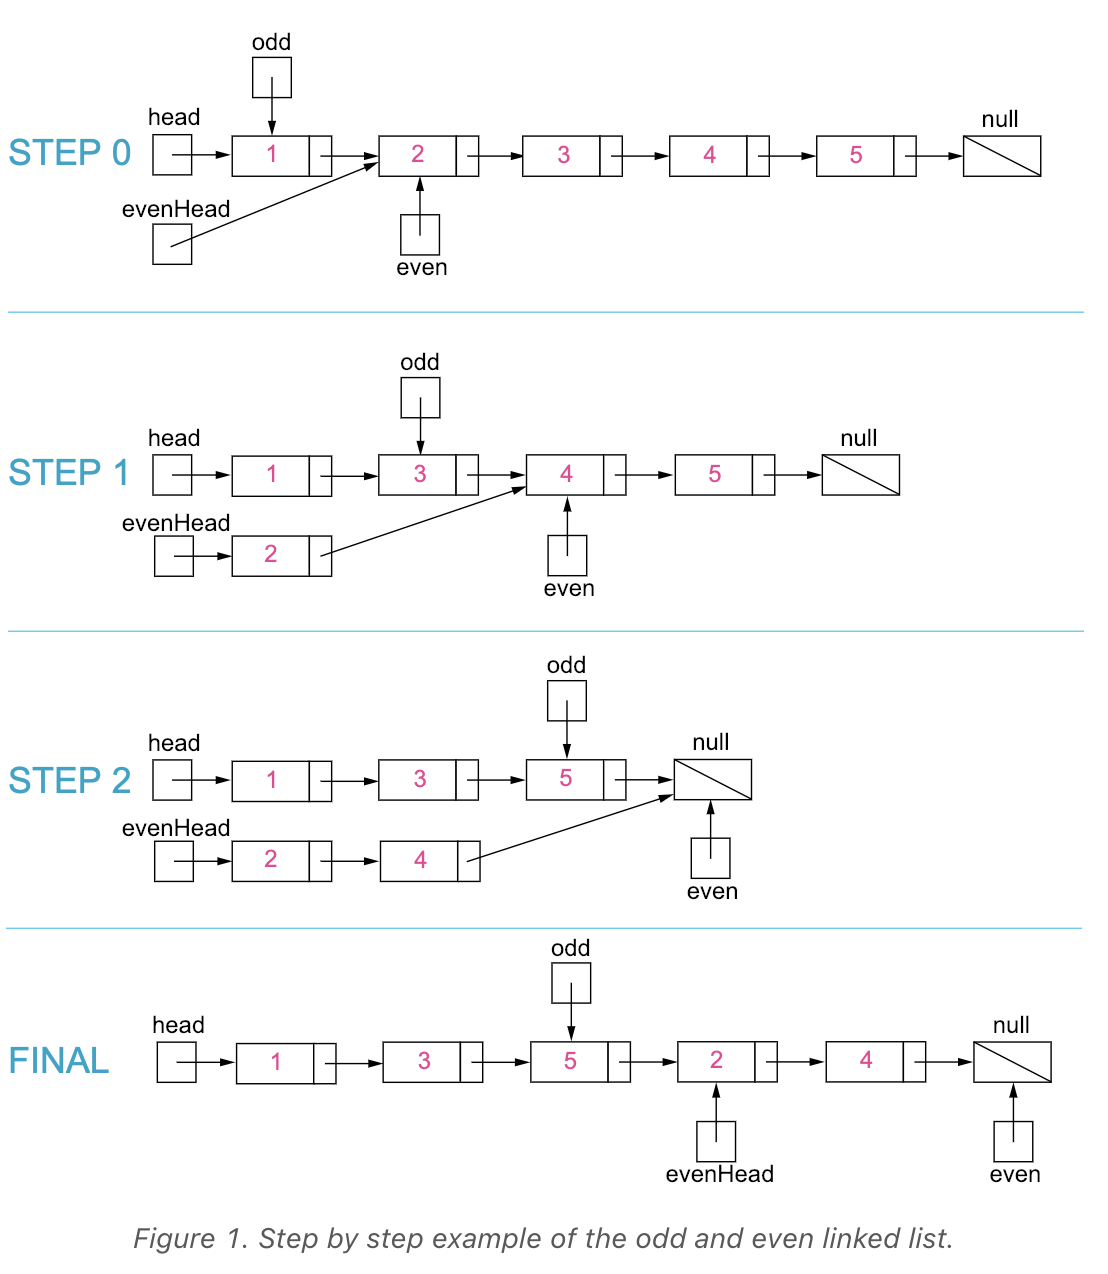 odd
head
null
STEP 0 1 2 3 4 5
evenHead
even
odd
head
null
STEP 1 1 3 4 5
evenHead
2
even
odd
head
null
STEP 2 1 3 5
evenHead
2 4
even
odd
head
null
FINAL 1 3 5 2 4
evenHead
even
Figure 1. Step by step example of the odd and even linked list.